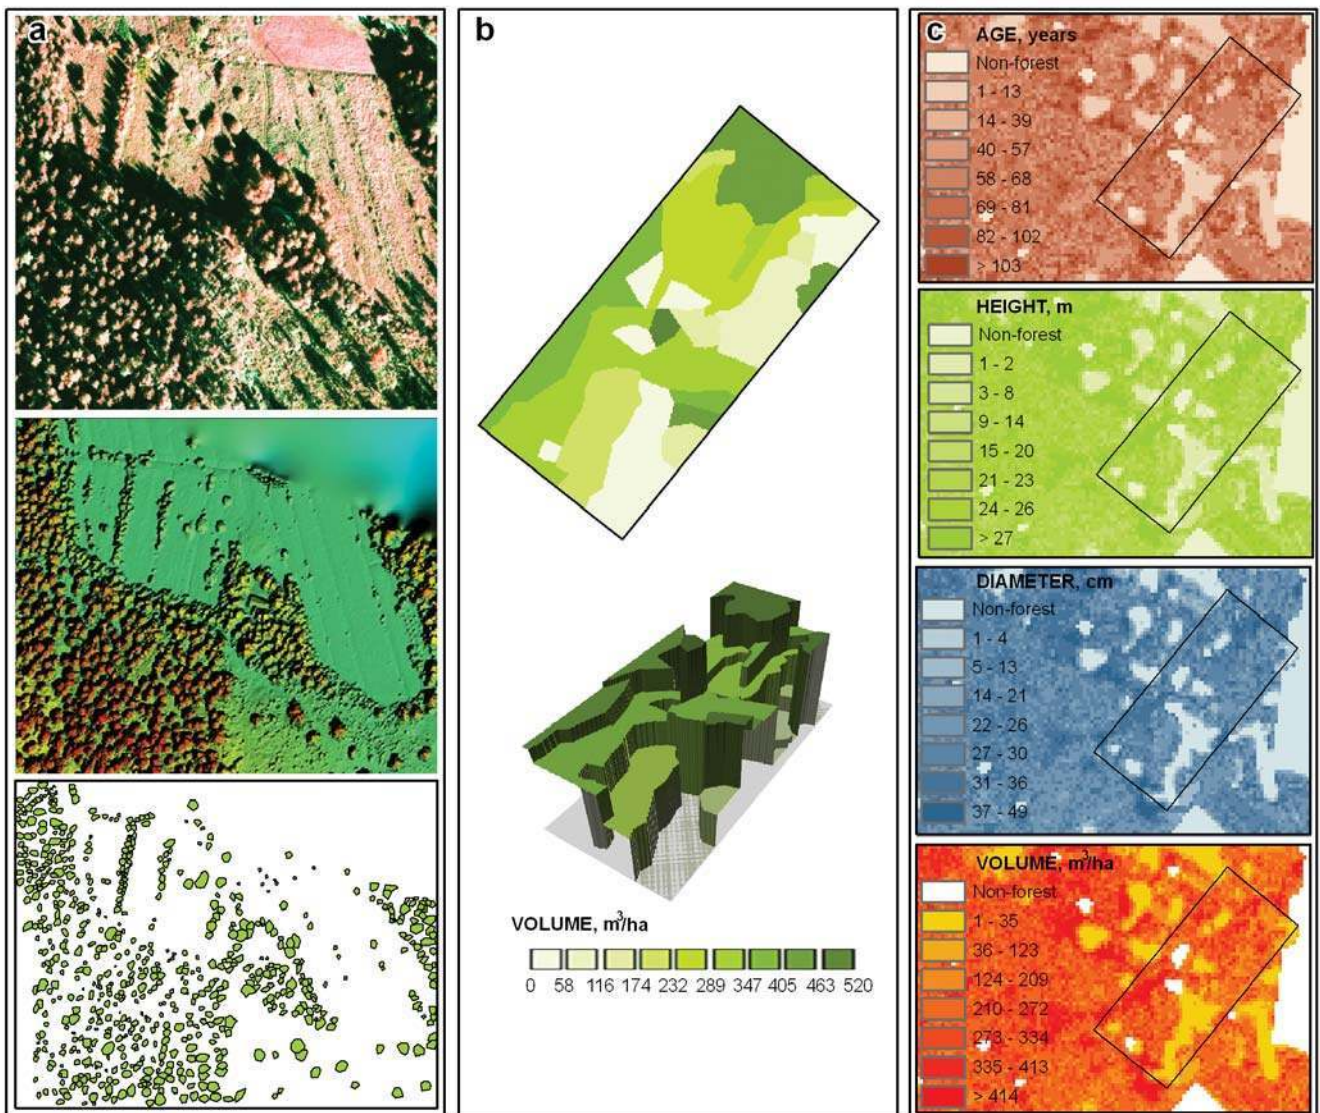 a
b
VOLUME, m³/ha
0 58 116 174 232 289 347 405 463 520
c
AGE, years
Non-forest
1 - 13
14 - 39
40 - 57
58 - 68
69 - 81
82 - 102
> 103
HEIGHT, m
Non-forest
1 - 2
3 - 8
9 - 14
15 - 20
21 - 23
24 - 26
> 27
DIAMETER, cm
Non-forest
1 - 4
5 - 13
14 - 21
22 - 26
27 - 30
31 - 36
37 - 49
VOLUME, m³/ha
Non-forest
1 - 35
36 - 123
124 - 209
210 - 272
273 - 334
335 - 413
> 414